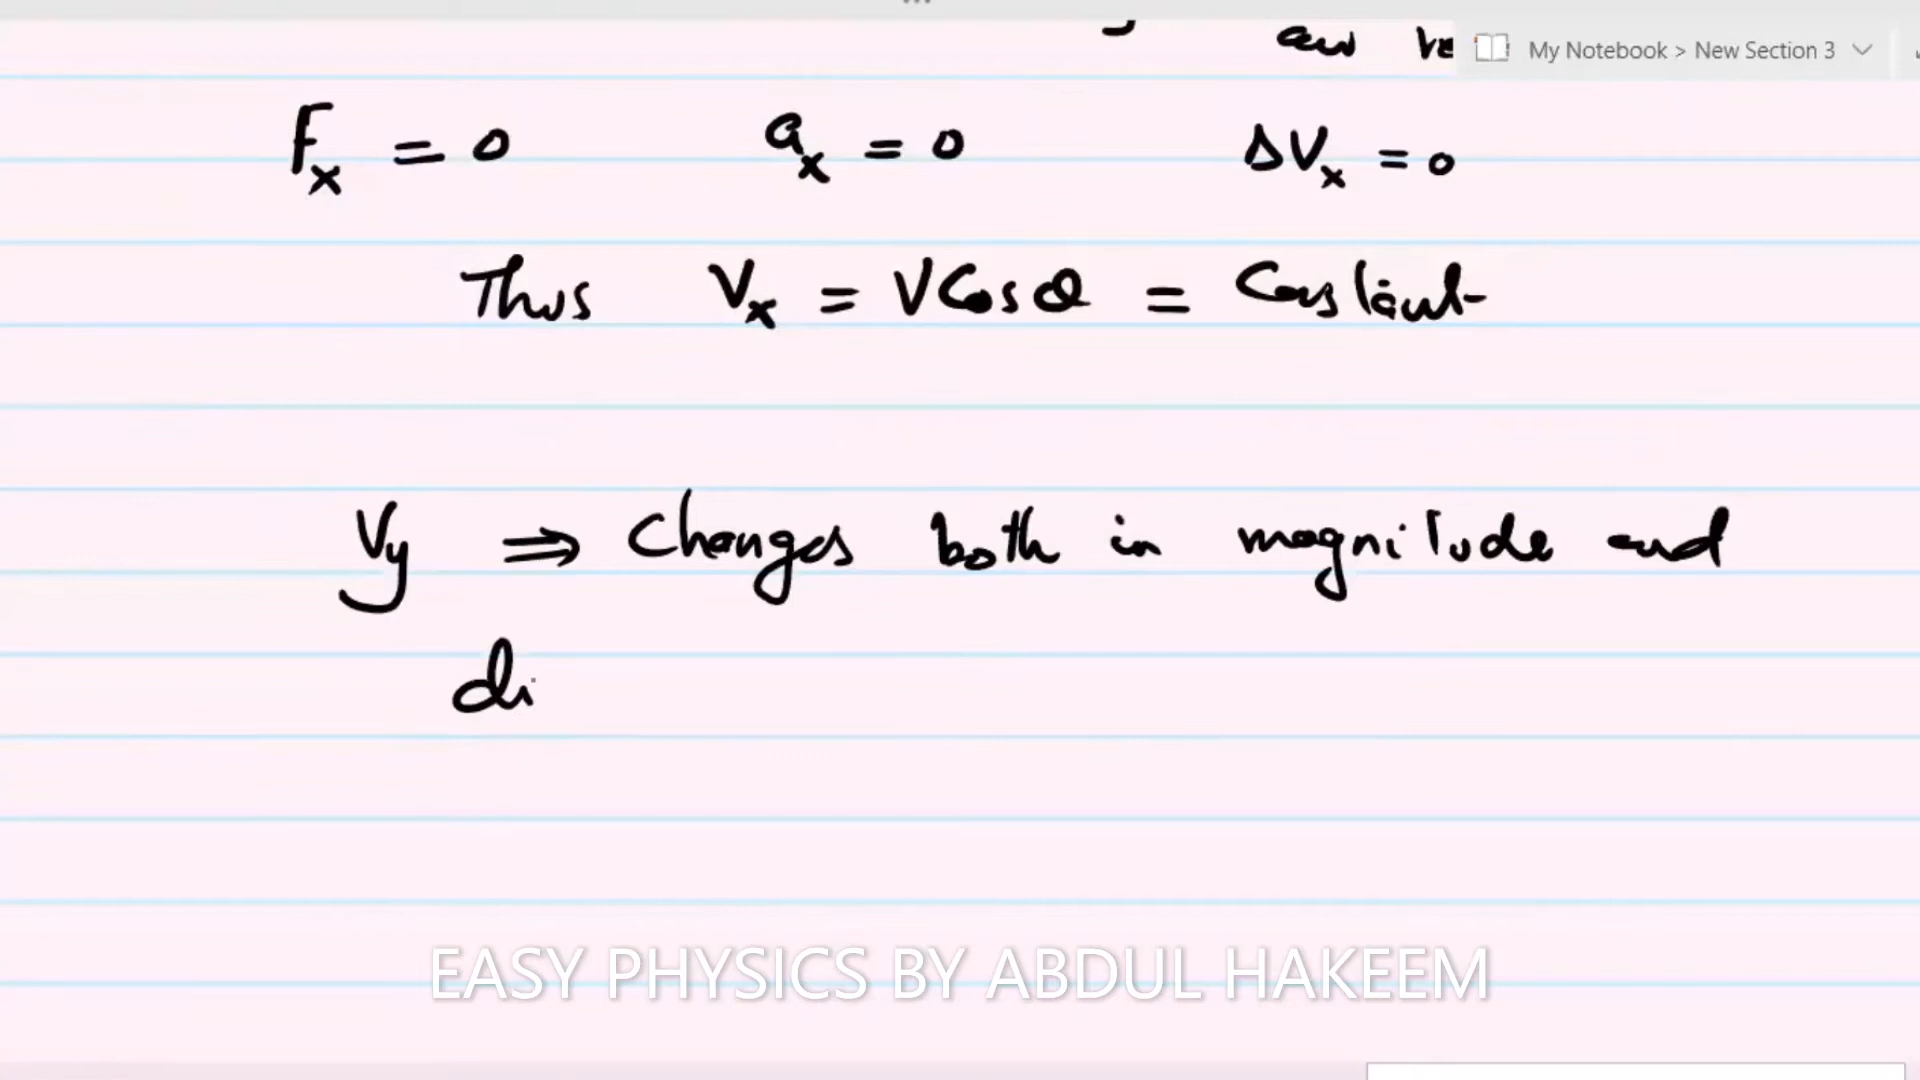 My Notebook > New Section 3
Fx = 0 ax = 0 ΔVx = 0
Thus Vx = VCosθ = Constant
Vy ⇒ Changes both in magnitude and
di
EASY PHYSICS BY ABDUL HAKEEM